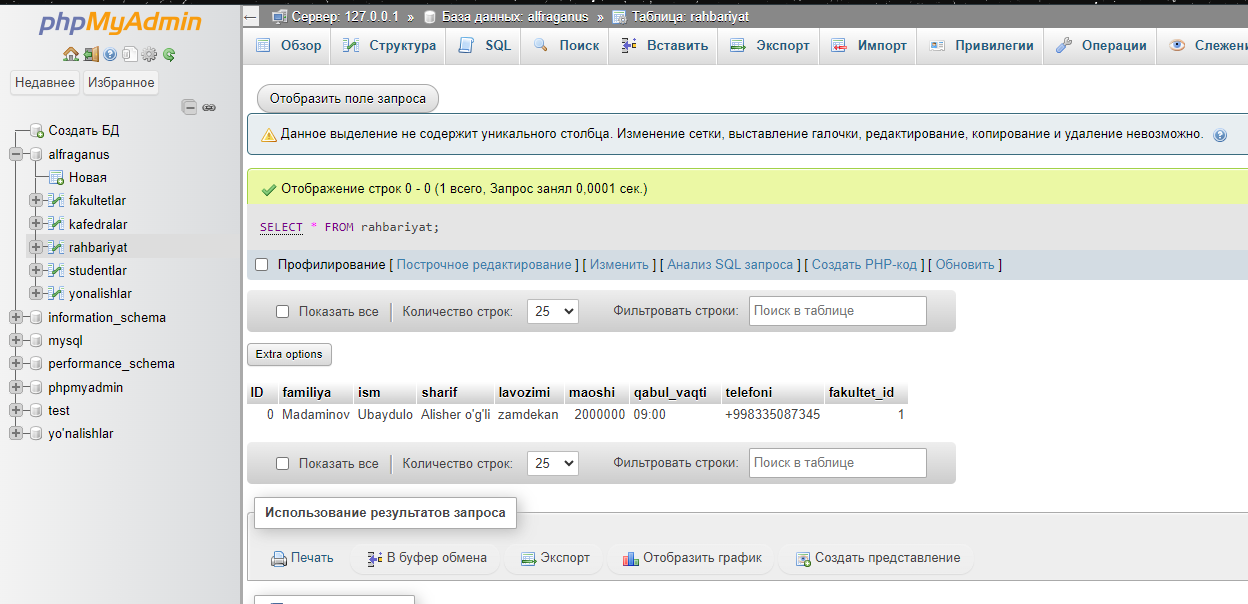 phpMyAdmin
Недавнее Избранное
Создать БД
alfraganus
Новая
fakultetlar
kafedralar
rahbariyat
studentlar
yonalishlar
information_schema
mysql
performance_schema
phpmyadmin
test
yo'nalishlar
Сервер: 127.0.0.1 » База данных: alfraganus » Таблица: rahbariyat
Обзор Структура SQL Поиск Вставить Экспорт Импорт Привилегии Операции Слежени
Отобразить поле запроса
Данное выделение не содержит уникального столбца. Изменение сетки, выставление галочки, редактирование, копирование и удаление невозможно.
Отображение строк 0 - 0 (1 всего, Запрос занял 0,0001 сек.)
SELECT * FROM rahbariyat;
Профилирование [ Построчное редактирование ] [ Изменить ] [ Анализ SQL запроса ] [ Создать PHP-код ] [ Обновить ]
Показать все | Количество строк: 25 Фильтровать строки: Поиск в таблице
Extra options
ID familiya ism sharif lavozimi maoshi qabul_vaqti telefoni fakultet_id
0 Madaminov Ubaydulo Alisher o'g'li zamdekan 2000000 09:00 +998335087345 1
Показать все | Количество строк: 25 Фильтровать строки: Поиск в таблице
Использование результатов запроса
Печать В буфер обмена Экспорт Отобразить график Создать представление